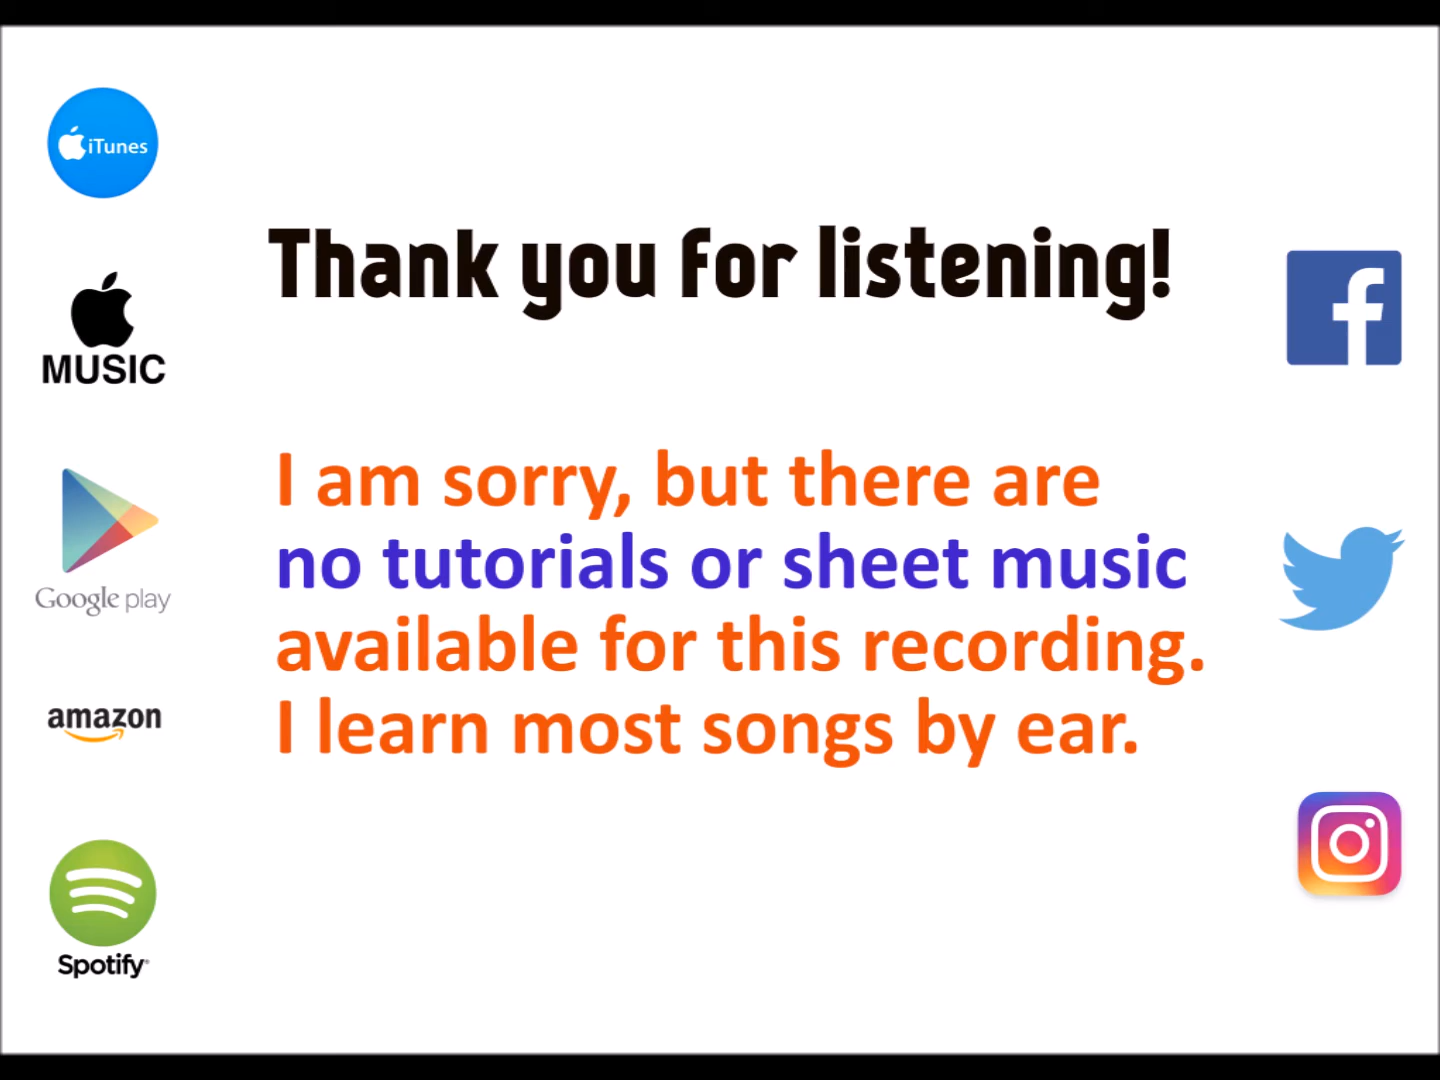 iTunes
MUSIC
Google play
amazon
Spotify
Thank you for listening!
I am sorry, but there are
no tutorials or sheet music
available for this recording.
I learn most songs by ear.